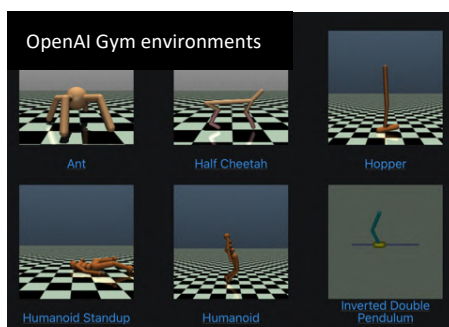 OpenAI Gym environments
Ant
Half Cheetah
Hopper
Humanoid Standup
Humanoid
Inverted Double
Pendulum